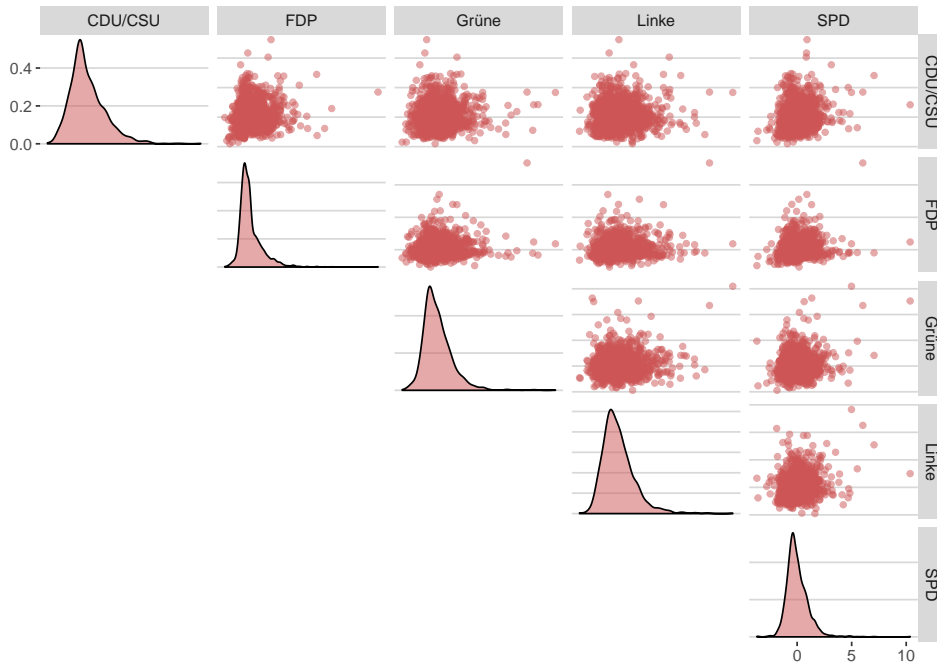 CDU/CSU FDP Grüne Linke SPD
CDU/CSU
0.4
0.2
0.0
FDP
Grüne
Linke
SPD
0 5 10